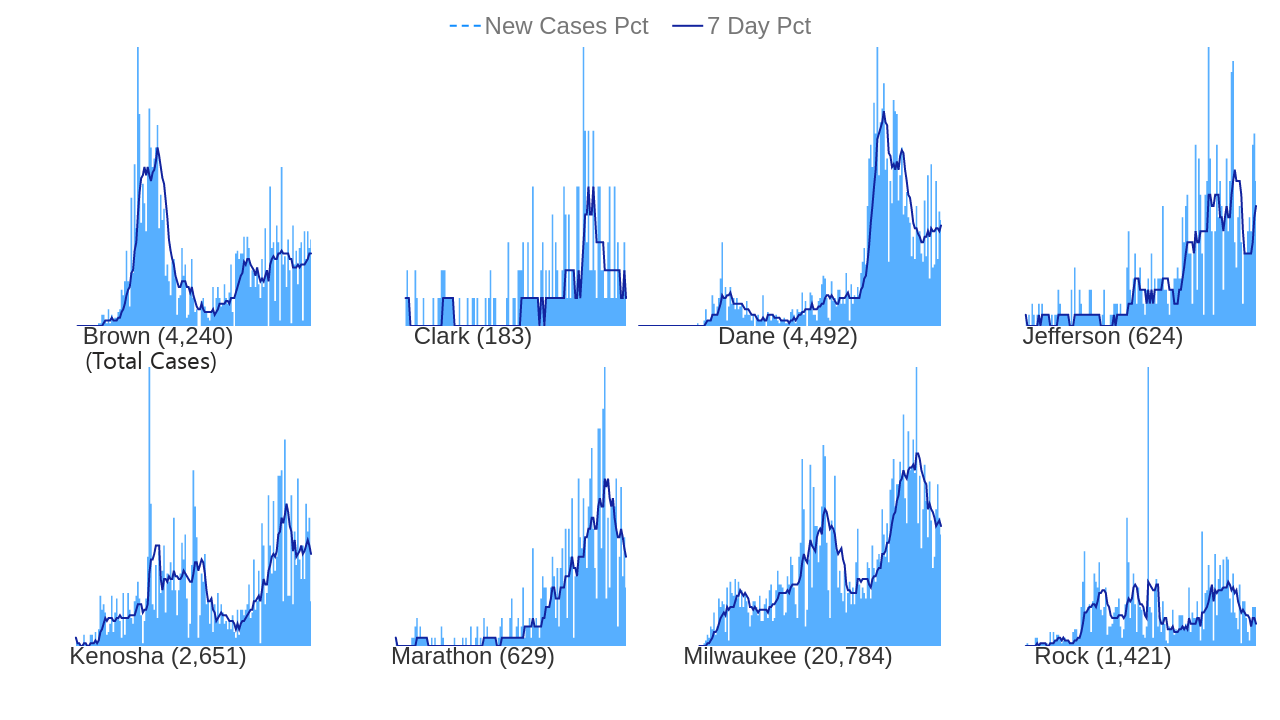 New Cases Pct 7 Day Pct
Brown (4,240) Clark (183) Dane (4,492) Jefferson (624)
(Total Cases)
Kenosha (2,651) Marathon (629) Milwaukee (20,784) Rock (1,421)